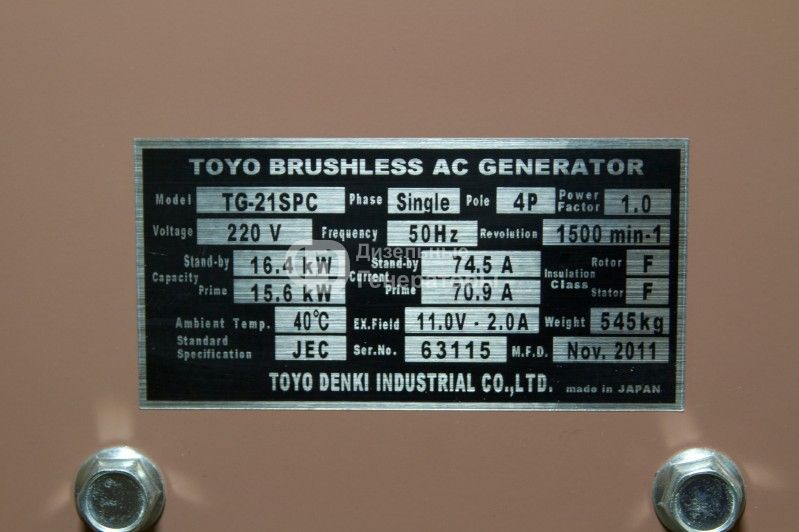 TOYO BRUSHLESS AC GENERATOR
Model TG-21SPC Phase Single Pole 4P Power Factor 1.0
Voltage 220 V Frequency 50Hz Revolution 1500 min-1
Capacity Stand-by 16.4 kW Current Stand-by 74.5 A Insulation Class Rotor F
Prime 15.6 kW Prime 70.9 A Stator F
Ambient Temp. 40℃ EX.Field 11.0V - 2.0A Weight 545kg
Standard Specification JEC Ser.No. 63115 M.F.D. Nov. 2011
TOYO DENKI INDUSTRIAL CO.,LTD. made in JAPAN
Дизельные
Генераторы